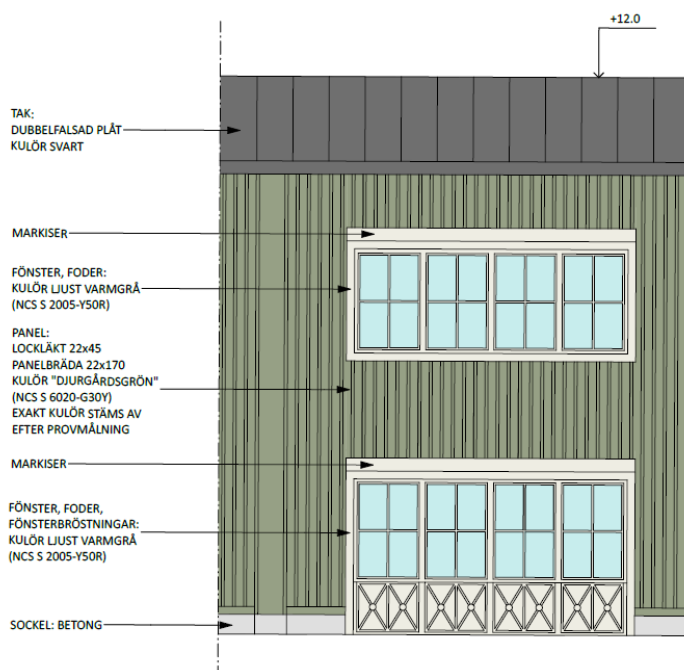 +12.0
TAK:
DUBBELFALSAD PLÅT
KULÖR SVART
MARKISER
FÖNSTER, FODER:
KULÖR LJUST VARMGRÅ
(NCS S 2005-Y50R)
PANEL:
LOCKLÄKT 22x45
PANELBRÄDA 22x170
KULÖR "DJURGÅRDSGRÖN"
(NCS S 6020-G30Y)
EXAKT KULÖR STÄMS AV
EFTER PROVMÅLNING
MARKISER
FÖNSTER, FODER,
FÖNSTERBRÖSTNINGAR:
KULÖR LJUST VARMGRÅ
(NCS S 2005-Y50R)
SOCKEL: BETONG